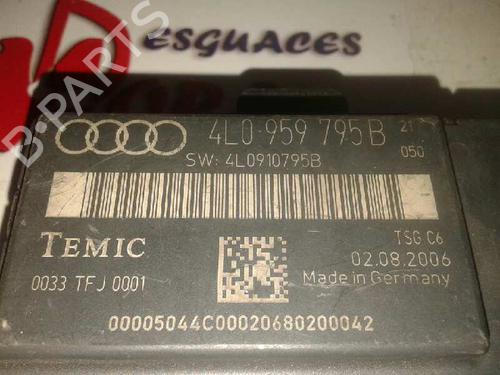 ESGUACES
B-PARTS
4L0 959 795 B 21
SW: 4L0910795B 050
TEMIC
TSG C6
0033 TFJ 0001
02.08.2006
Made in Germany
00005044C00020680200042